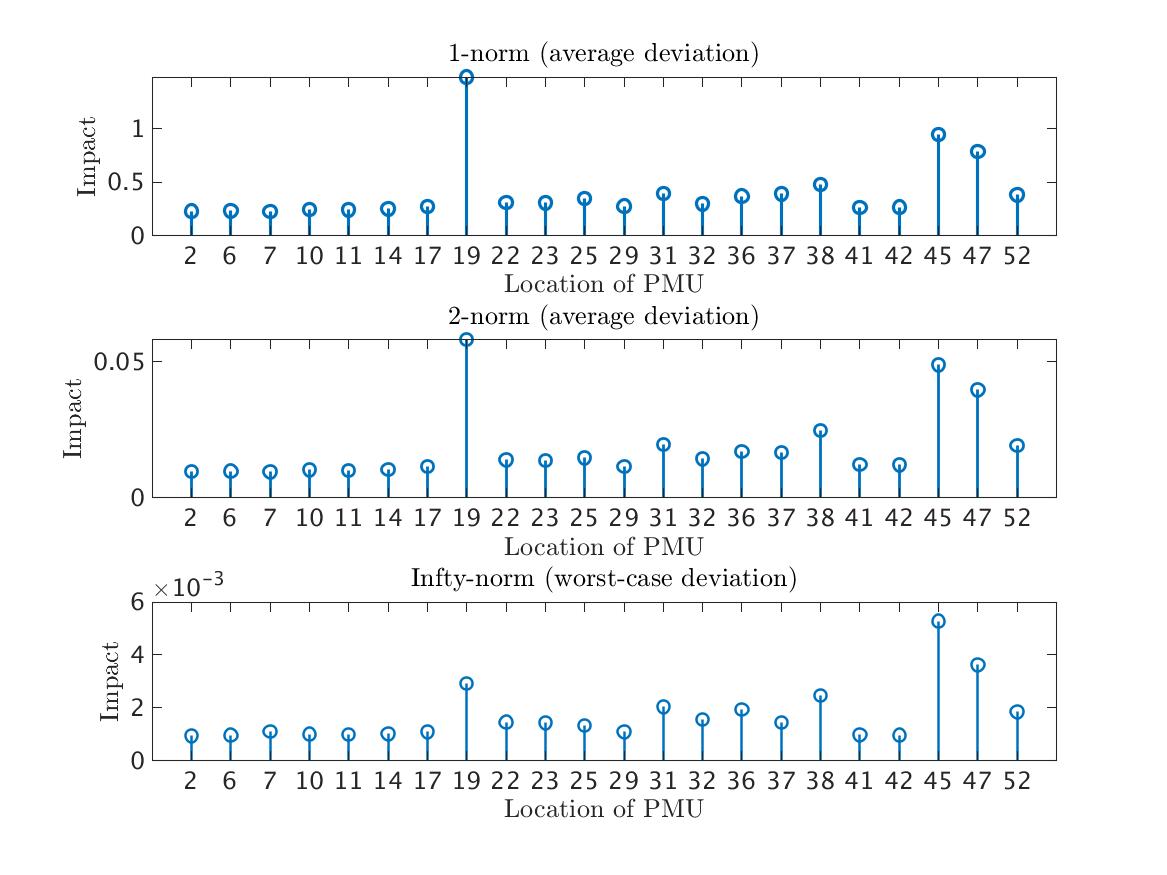 1-norm (average deviation)
Impact
1
0.5
0
2 6 7 10 11 14 17 19 22 23 25 29 31 32 36 37 38 41 42 45 47 52
Location of PMU
2-norm (average deviation)
Impact
0.05
0
2 6 7 10 11 14 17 19 22 23 25 29 31 32 36 37 38 41 42 45 47 52
Location of PMU
Infty-norm (worst-case deviation)
×10⁻³
Impact
6
4
2
0
2 6 7 10 11 14 17 19 22 23 25 29 31 32 36 37 38 41 42 45 47 52
Location of PMU